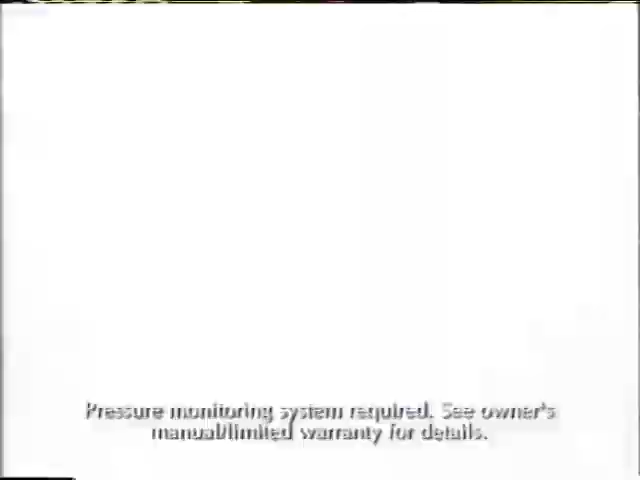 Pressure monitoring system required. See owner's
manual/limited warranty for details.